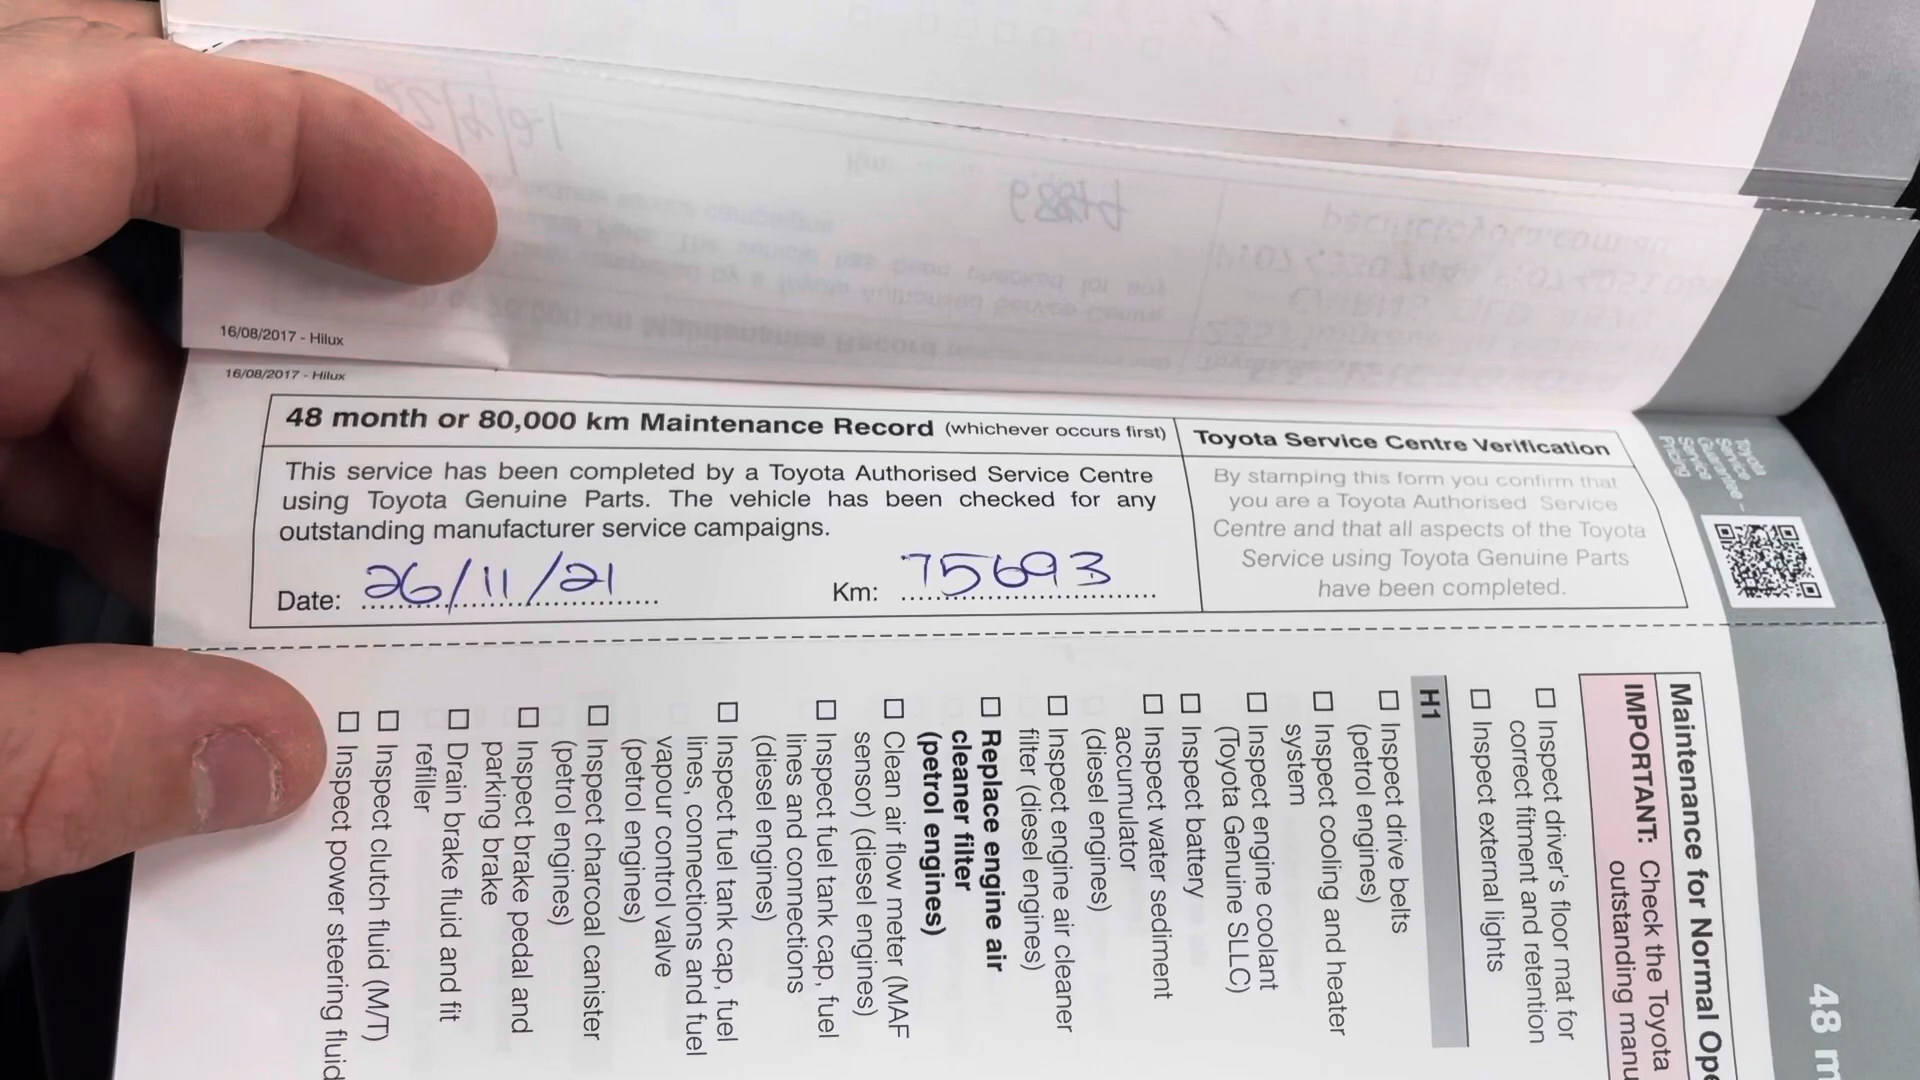 16/08/2017 - Hilux
16/08/2017 - Hilux
48 month or 80,000 km Maintenance Record (whichever occurs first)
This service has been completed by a Toyota Authorised Service Centre
using Toyota Genuine Parts. The vehicle has been checked for any
outstanding manufacturer service campaigns.
Date: 26/11/21
Km: 75693
Toyota Service Centre Verification
By stamping this form you confirm that
you are a Toyota Authorised Service
Centre and that all aspects of the Toyota
Service using Toyota Genuine Parts
have been completed.
Toyota
Service
Guarantee –
Service
Pricing
48 m
Maintenance for Normal Ope
IMPORTANT: Check the Toyota
outstanding manu
Inspect driver's floor mat for
correct fitment and retention
Inspect external lights
H1
Inspect drive belts
(petrol engines)
Inspect cooling and heater
system
Inspect engine coolant
(Toyota Genuine SLLC)
Inspect battery
Inspect water sediment
accumulator
(diesel engines)
Inspect engine air cleaner
filter (diesel engines)
Replace engine air
cleaner filter
(petrol engines)
Clean air flow meter (MAF
sensor) (diesel engines)
Inspect fuel tank cap, fuel
lines and connections
(diesel engines)
Inspect fuel tank cap, fuel
lines, connections and fuel
vapour control valve
(petrol engines)
Inspect charcoal canister
(petrol engines)
Inspect brake pedal and
parking brake
Drain brake fluid and fit
refiller
Inspect clutch fluid (M/T)
Inspect power steering fluid